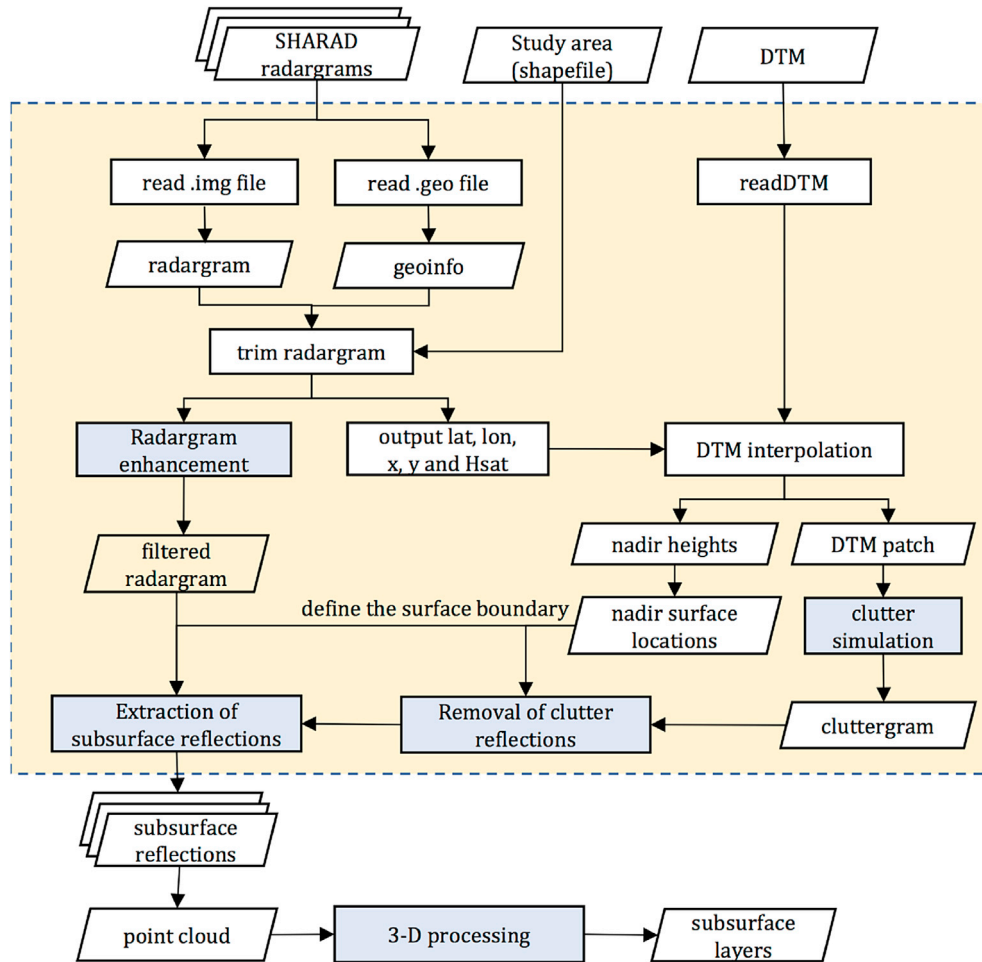 SHARAD
radargrams
Study area
(shapefile)
DTM
read .img file
read .geo file
readDTM
radargram
geoinfo
trim radargram
Radargram
enhancement
output lat, lon,
x, y and Hsat
DTM interpolation
filtered
radargram
nadir heights
DTM patch
define the surface boundary
nadir surface
locations
clutter
simulation
Extraction of
subsurface reflections
Removal of clutter
reflections
cluttergram
subsurface
reflections
point cloud
3-D processing
subsurface
layers